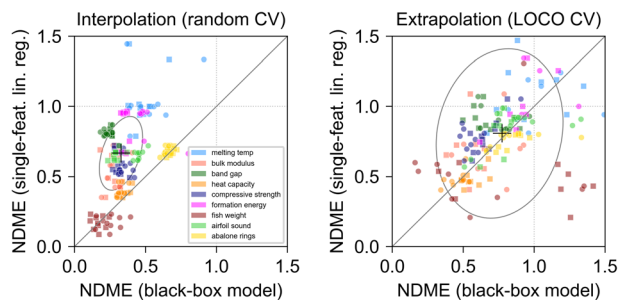 Interpolation (random CV)
NDME (single-feat. lin. reg.)
1.5
1.0
0.5
0.0
melting temp
bulk modulus
band gap
heat capacity
compressive strength
formation energy
fish weight
airfoil sound
abalone rings
0.0 0.5 1.0 1.5
NDME (black-box model)
Extrapolation (LOCO CV)
NDME (single-feat. lin. reg.)
1.5
1.0
0.5
0.0
0.0 0.5 1.0 1.5
NDME (black-box model)